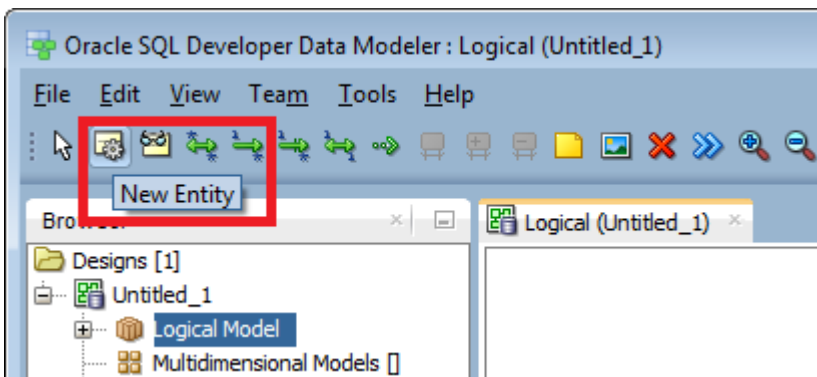 Oracle SQL Developer Data Modeler : Logical (Untitled_1)
File Edit View Team Tools Help
New Entity
Logical (Untitled_1)
Designs [1]
Untitled_1
Logical Model
Multidimensional Models []